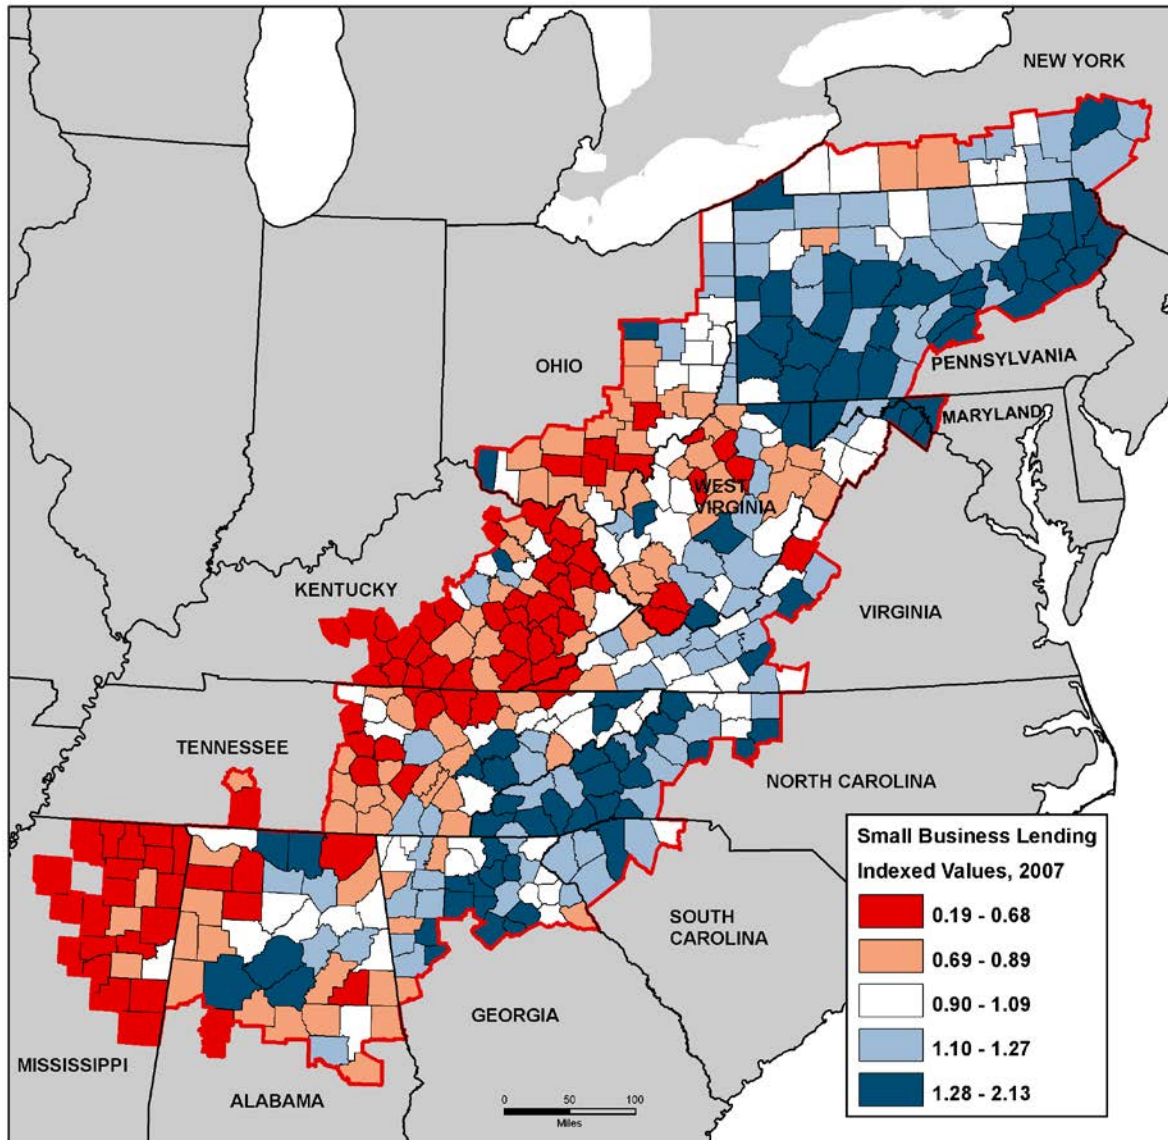 NEW YORK
PENNSYLVANIA
OHIO
MARYLAND
WEST
VIRGINIA
KENTUCKY
VIRGINIA
TENNESSEE
NORTH CAROLINA
Small Business Lending
Indexed Values, 2007
0.19 - 0.68
0.69 - 0.89
0.90 - 1.09
1.10 - 1.27
1.28 - 2.13
SOUTH
CAROLINA
GEORGIA
MISSISSIPPI
ALABAMA
0 50 100
Miles